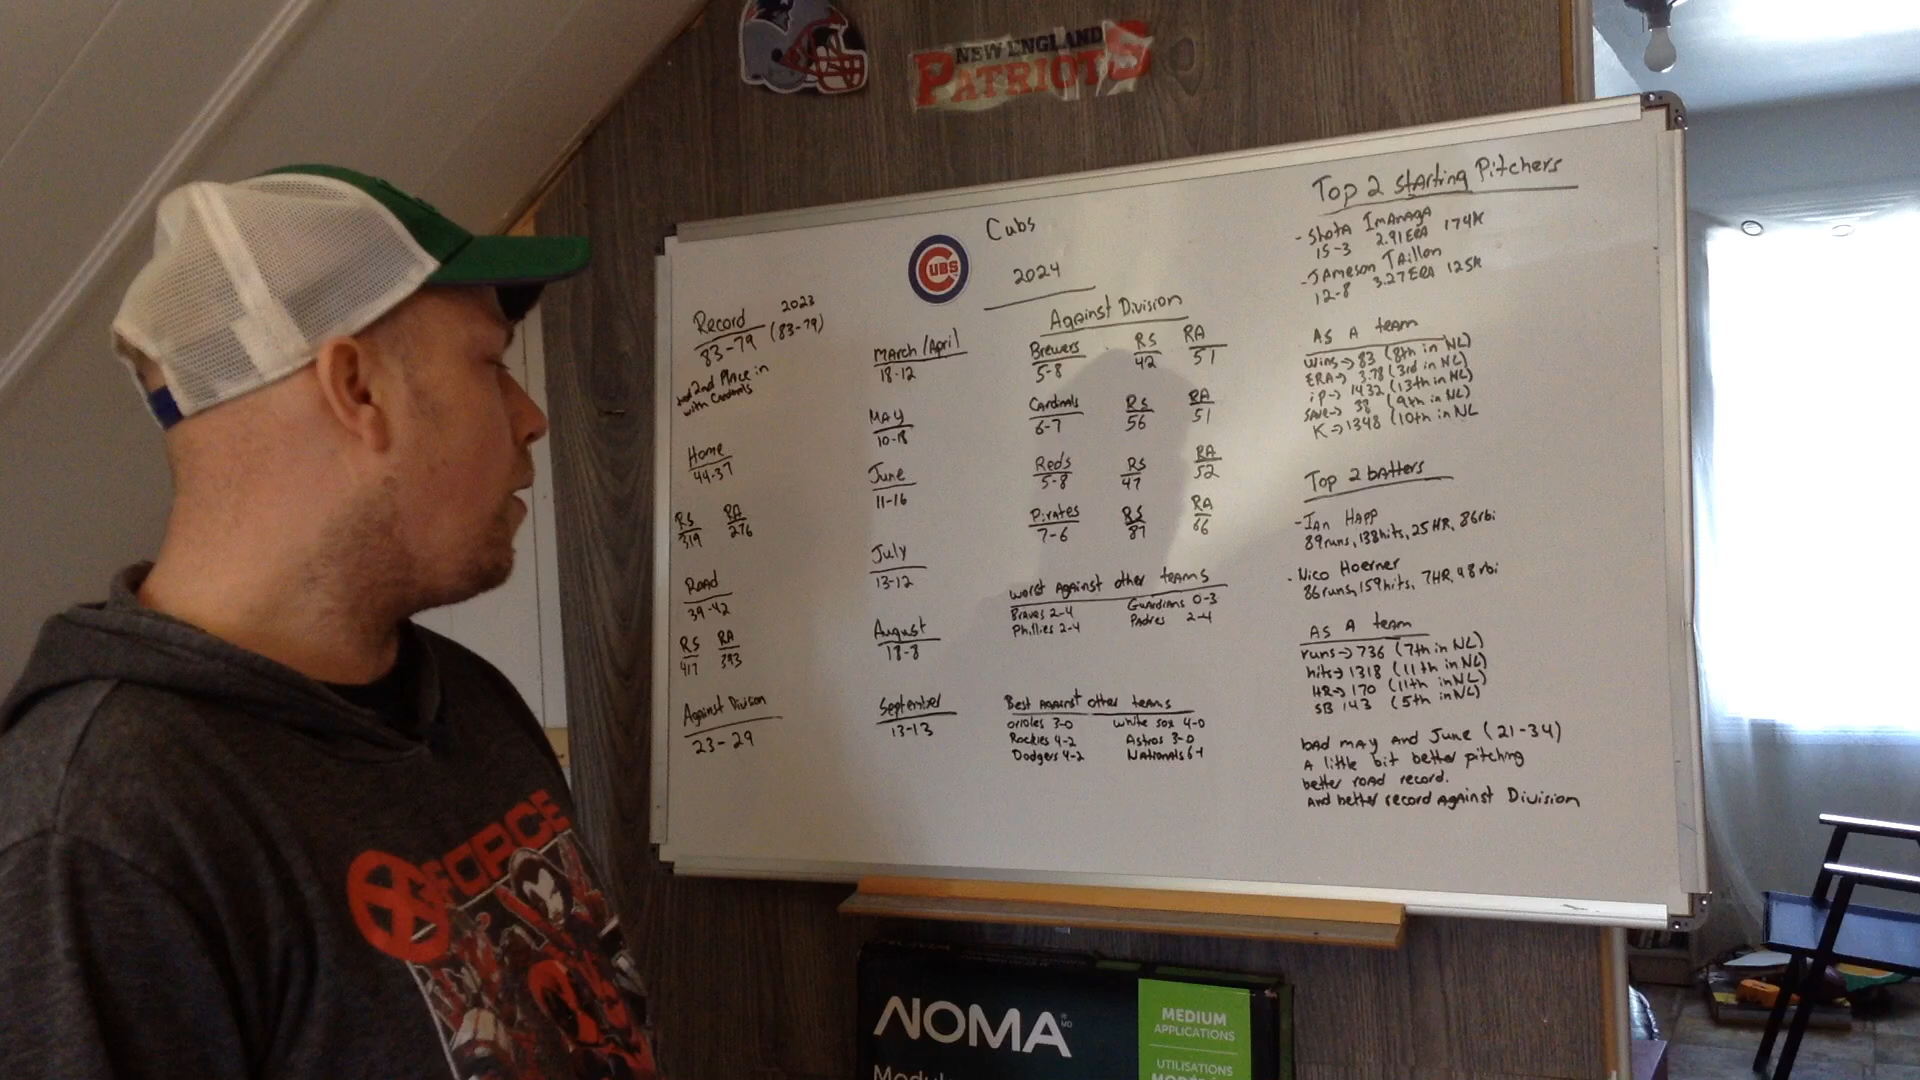 NEW ENGLAND
PATRIOTS
Cubs
2024
CUBS
Record 2023
83-79 (83-79)
2nd Place in
with Cardinals
Home
44-37
RS RA
319 276
Road
39-42
RS RA
417 393
Against Divison
23-29
March/April
18-12
MAY
10-18
June
11-16
July
13-12
August
18-8
September
13-13
Against Division
Brewers RS RA
5-8 42 51
Cardinals RS RA
6-7 56 51
Reds RS RA
5-8 47 52
Pirates RS RA
7-6 87 66
worst Against other teams
Braves 2-4 Guardians 0-3
Phillies 2-4 Padres 2-4
Best Against other teams
orioles 3-0 white sox 4-0
Rockies 4-2 Astros 3-0
Dodgers 4-2 Nationals 6-1
Top 2 starting Pitchers
- Shota Imanaga
15-3 2.91 ERA 174K
- JAmeson TAillon
12-8 3.27 ERA 125K
As A team
wins→83 (8th in NL)
ERA→ 3.78 (3rd in NL)
ip→ 1432 (13th in NL)
save→ 38 (9th in NL)
K→1348 (10th in NL
Top 2 batters
- IAn HApp
89runs, 138hits, 25HR, 86rbi
- Nico Hoerner
86runs, 159hits, 7HR, 48rbi
As A team
runs→736 (7th in NL)
hits→1318 (11th in NL)
HR→170 (11th in NL)
SB 143 (5th in NL)
bad may and June (21-34)
A little bit better pitching
better road record.
and better record against Division
FORCE
NOMA MD
MEDIUM
APPLICATIONS
UTILISATIONS